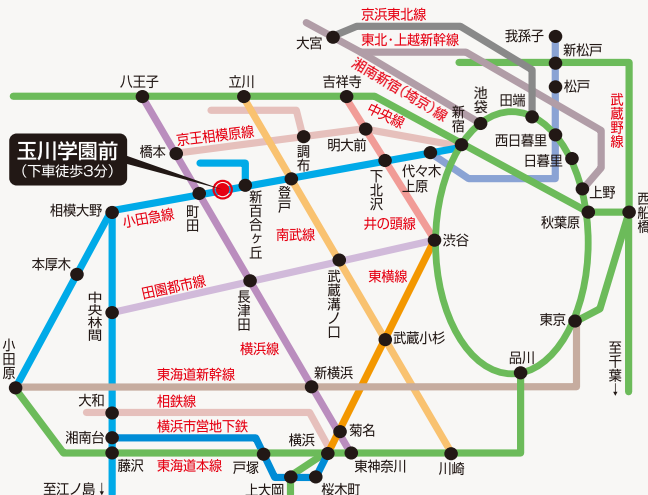 京浜東北線
大宮
東北・上越新幹線
我孫子
新松戸
湘南新宿(埼京)線
八王子
立川
吉祥寺
池袋
田端
松戸
武蔵野線
中央線
新宿
京王相模原線
西日暮里
橋本
調布
明大前
日暮里
玉川学園前
(下車徒歩3分)
代々木上原
下北沢
上野
相模大野
小田急線
町田
新百合ヶ丘
登戸
井の頭線
秋葉原
西船橋
南武線
渋谷
本厚木
田園都市線
東横線
中央林間
長津田
武蔵溝ノ口
東京
小田原
横浜線
武蔵小杉
品川
至千葉↓
東海道新幹線
新横浜
大和
相鉄線
湘南台
横浜市営地下鉄
横浜
菊名
藤沢
東海道本線
戸塚
東神奈川
川崎
至江ノ島↓
上大岡
桜木町